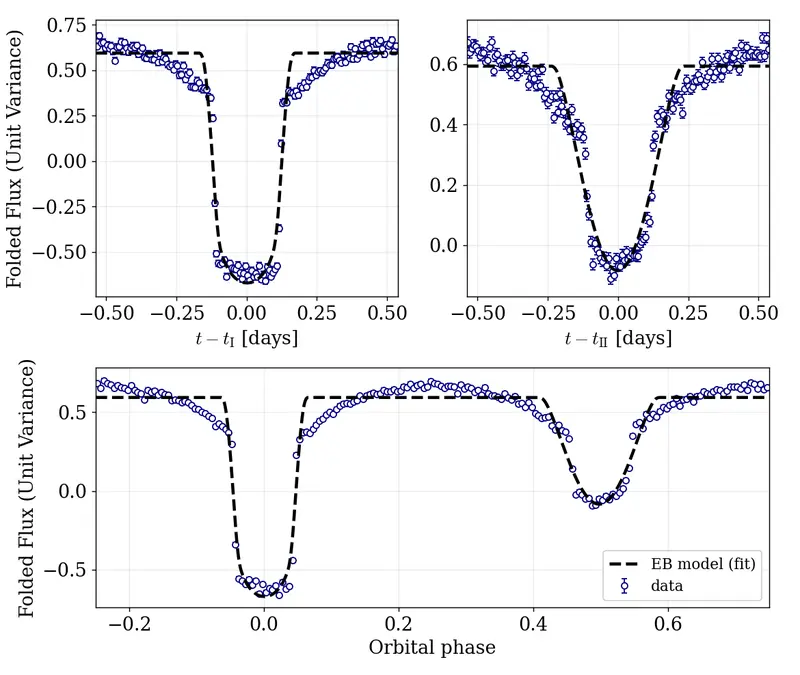 Folded Flux (Unit Variance)
0.75
0.50
0.25
0.00
−0.25
−0.50
−0.50 −0.25 0.00 0.25 0.50
t − tI [days]
0.6
0.4
0.2
0.0
−0.50 −0.25 0.00 0.25 0.50
t − tII [days]
Folded Flux (Unit Variance)
0.5
0.0
−0.5
−0.2 0.0 0.2 0.4 0.6
Orbital phase
EB model (fit)
data